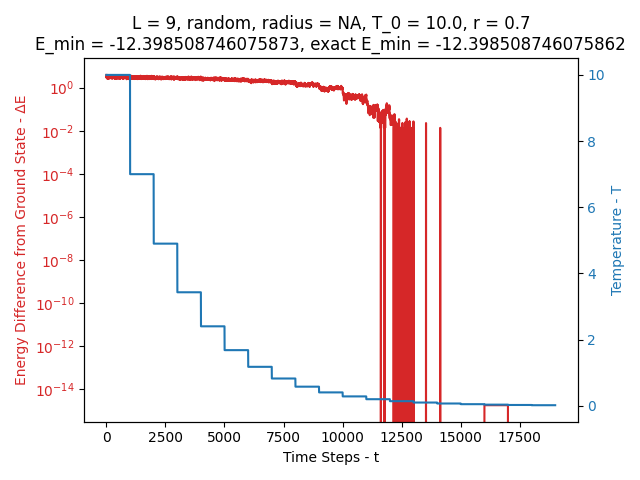 L = 9, random, radius = NA, T_0 = 10.0, r = 0.7
E_min = -12.398508746075873, exact E_min = -12.398508746075862
Energy Difference from Ground State - ΔE
10⁰
10⁻²
10⁻⁴
10⁻⁶
10⁻⁸
10⁻¹⁰
10⁻¹²
10⁻¹⁴
10
8
6
4
2
0
Temperature - T
0 2500 5000 7500 10000 12500 15000 17500
Time Steps - t